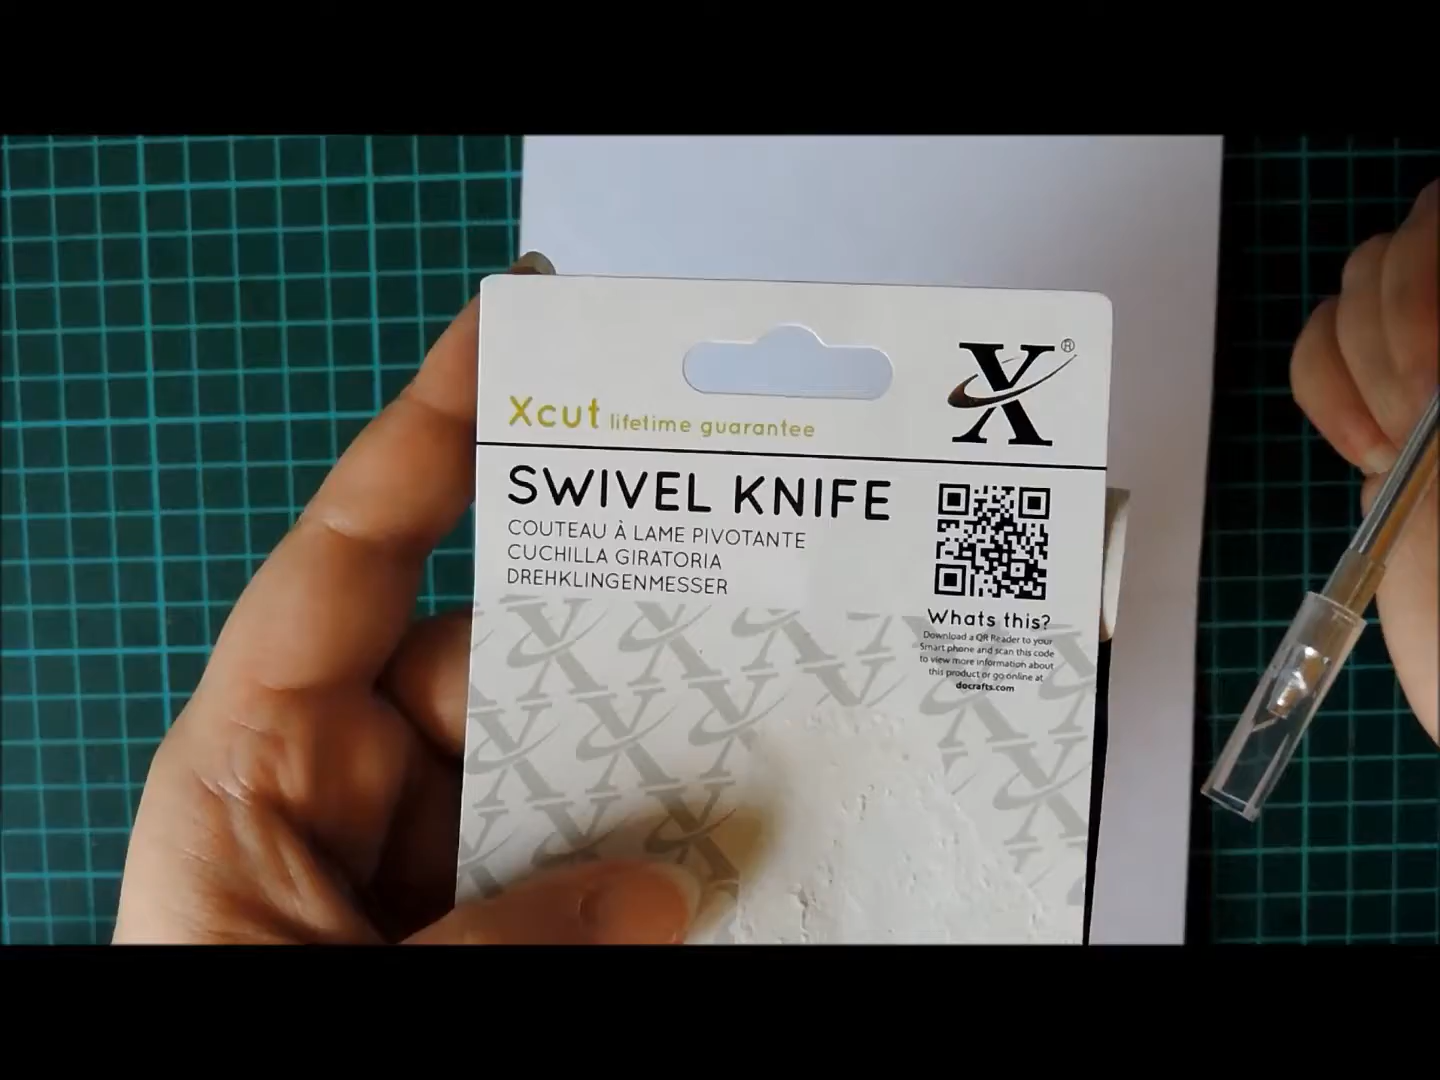 X®
Xcut lifetime guarantee
SWIVEL KNIFE
COUTEAU À LAME PIVOTANTE
CUCHILLA GIRATORIA
DREHKLINGENMESSER
Whats this?
Download a QR Reader to your
Smart phone and scan this code
to view more information about
this product or go online at
docrafts.com